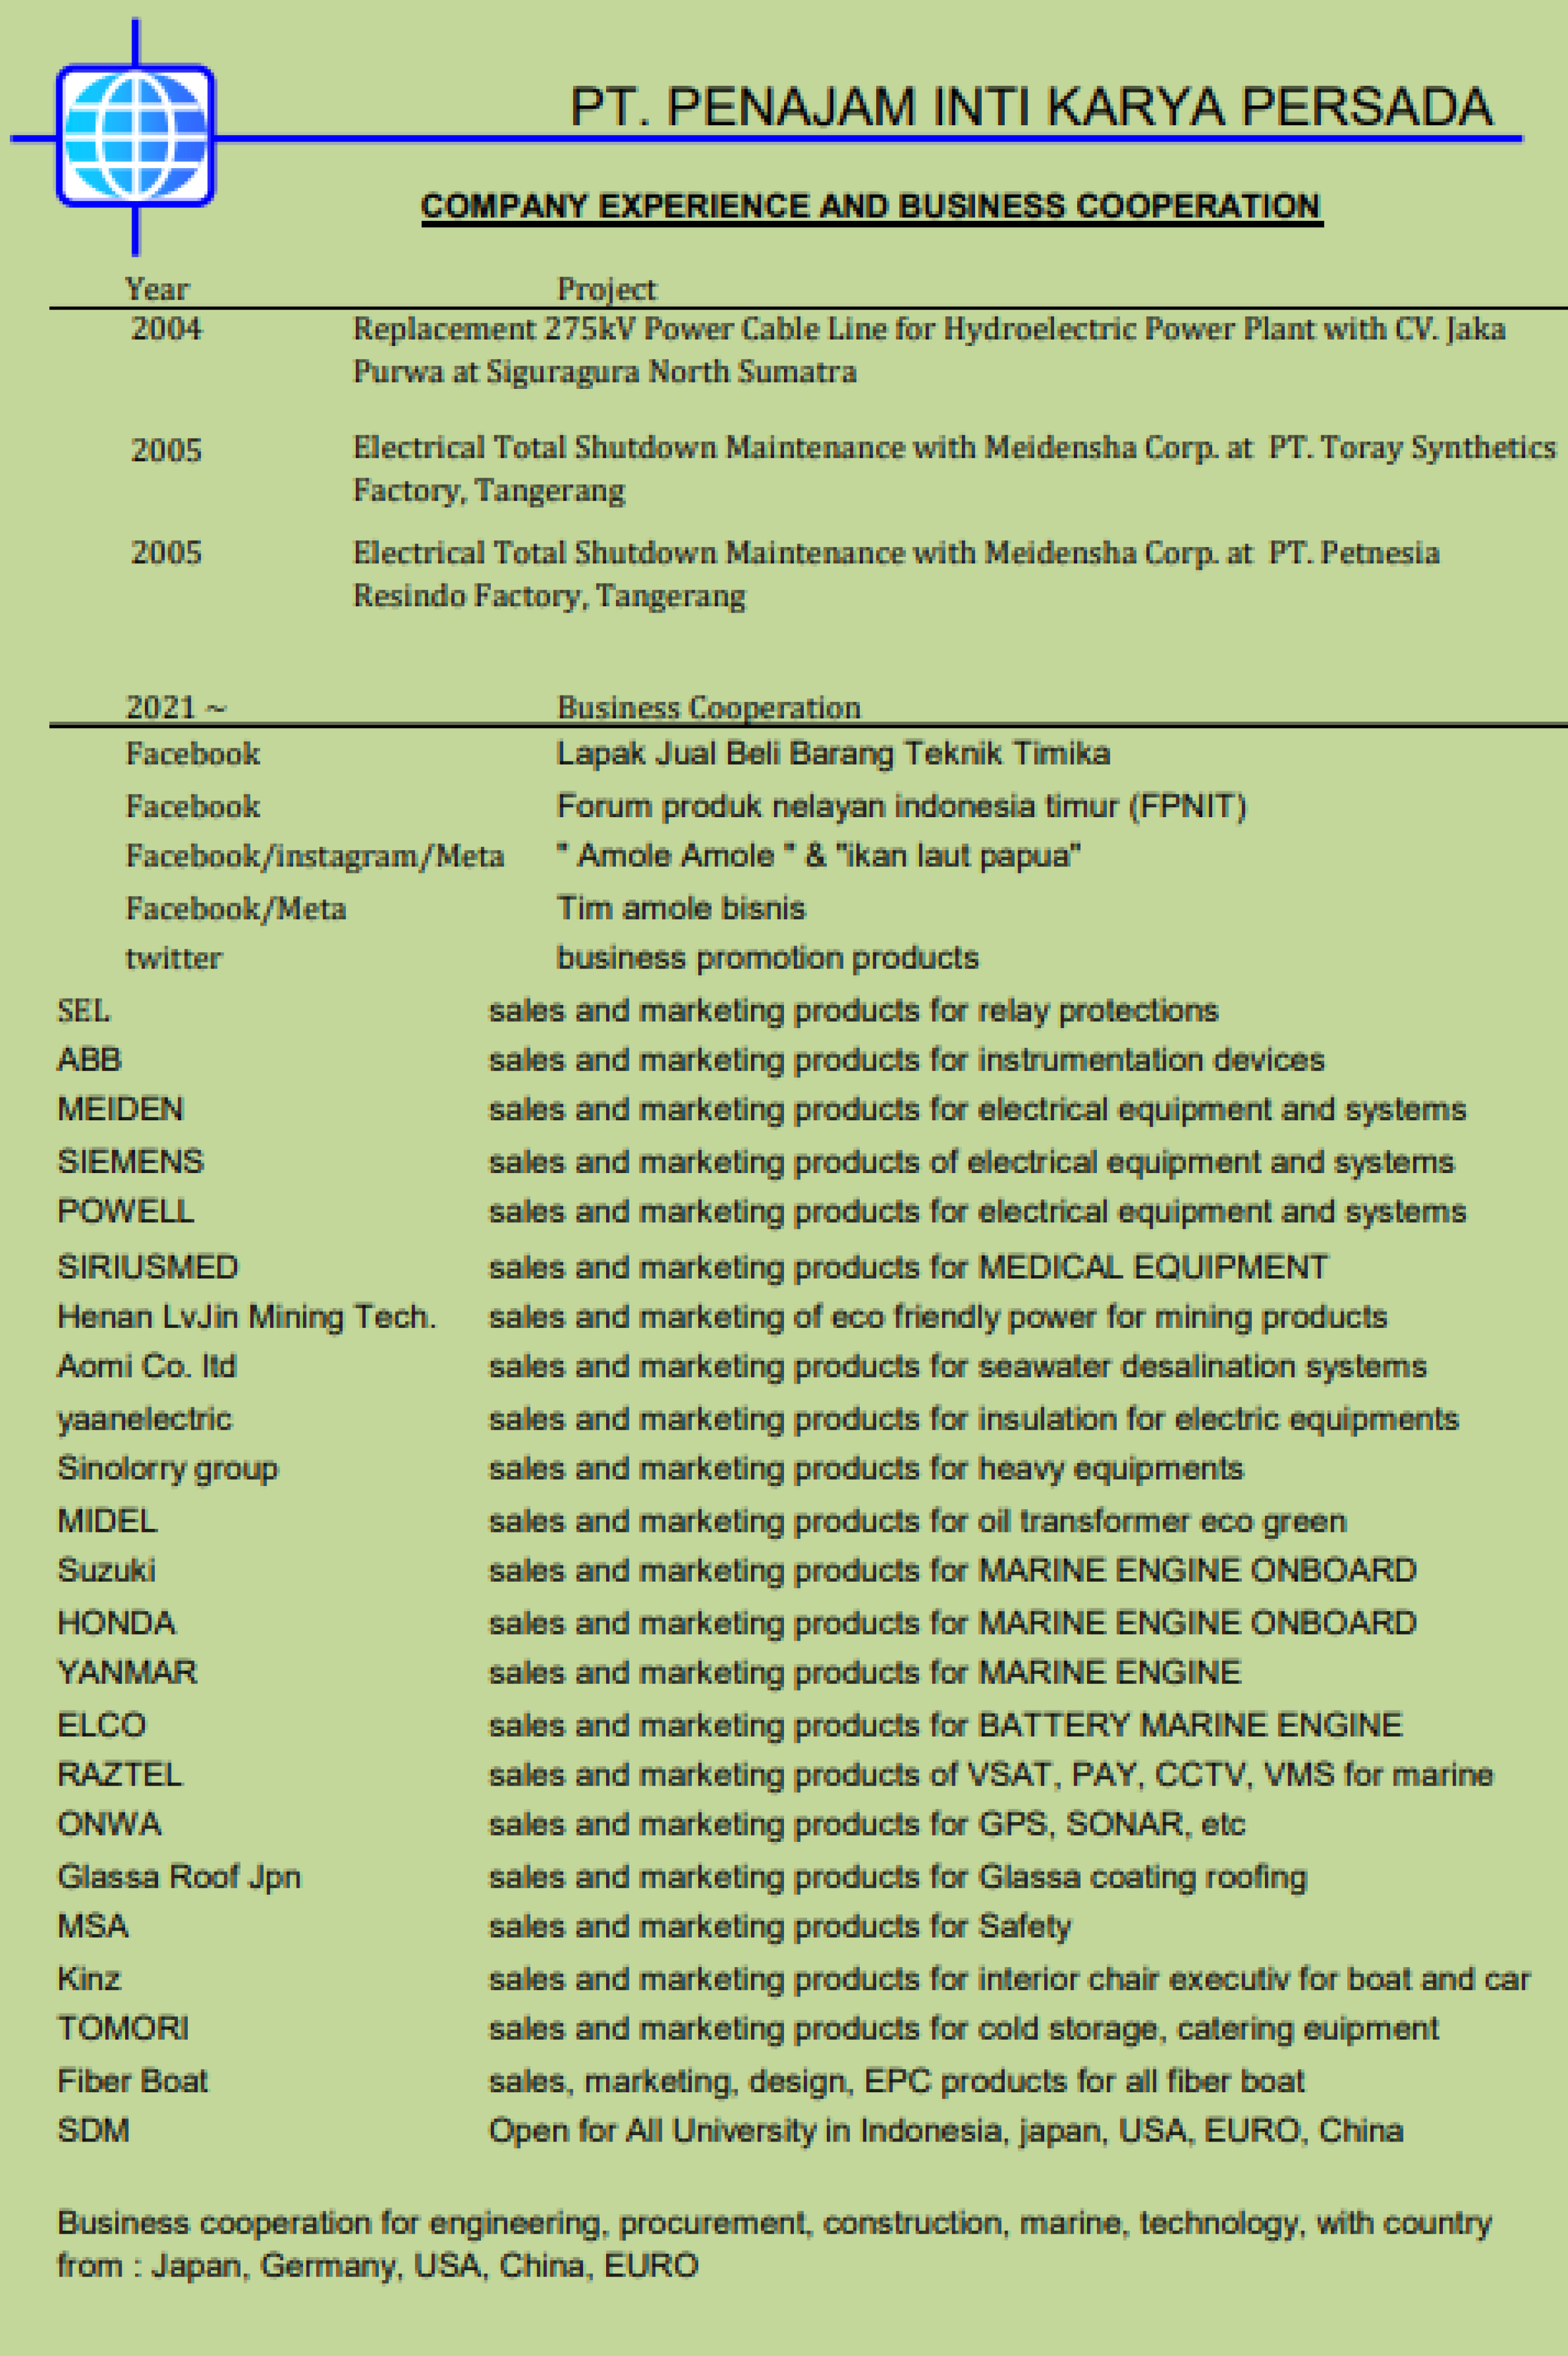 PT. PENAJAM INTI KARYA PERSADA
COMPANY EXPERIENCE AND BUSINESS COOPERATION
Year Project
2004 Replacement 275kV Power Cable Line for Hydroelectric Power Plant with CV. Jaka
Purwa at Siguragura North Sumatra
2005 Electrical Total Shutdown Maintenance with Meidensha Corp. at PT. Toray Synthetics
Factory, Tangerang
2005 Electrical Total Shutdown Maintenance with Meidensha Corp. at PT. Petnesia
Resindo Factory, Tangerang
2021 ~ Business Cooperation
Facebook Lapak Jual Beli Barang Teknik Timika
Facebook Forum produk nelayan indonesia timur (FPNIT)
Facebook/instagram/Meta " Amole Amole " & "ikan laut papua"
Facebook/Meta Tim amole bisnis
twitter business promotion products
SEL sales and marketing products for relay protections
ABB sales and marketing products for instrumentation devices
MEIDEN sales and marketing products for electrical equipment and systems
SIEMENS sales and marketing products of electrical equipment and systems
POWELL sales and marketing products for electrical equipment and systems
SIRIUSMED sales and marketing products for MEDICAL EQUIPMENT
Henan LvJin Mining Tech. sales and marketing of eco friendly power for mining products
Aomi Co. ltd sales and marketing products for seawater desalination systems
yaanelectric sales and marketing products for insulation for electric equipments
Sinolorry group sales and marketing products for heavy equipments
MIDEL sales and marketing products for oil transformer eco green
Suzuki sales and marketing products for MARINE ENGINE ONBOARD
HONDA sales and marketing products for MARINE ENGINE ONBOARD
YANMAR sales and marketing products for MARINE ENGINE
ELCO sales and marketing products for BATTERY MARINE ENGINE
RAZTEL sales and marketing products of VSAT, PAY, CCTV, VMS for marine
ONWA sales and marketing products for GPS, SONAR, etc
Glassa Roof Jpn sales and marketing products for Glassa coating roofing
MSA sales and marketing products for Safety
Kinz sales and marketing products for interior chair executiv for boat and car
TOMORI sales and marketing products for cold storage, catering euipment
Fiber Boat sales, marketing, design, EPC products for all fiber boat
SDM Open for All University in Indonesia, japan, USA, EURO, China
Business cooperation for engineering, procurement, construction, marine, technology, with country
from : Japan, Germany, USA, China, EURO